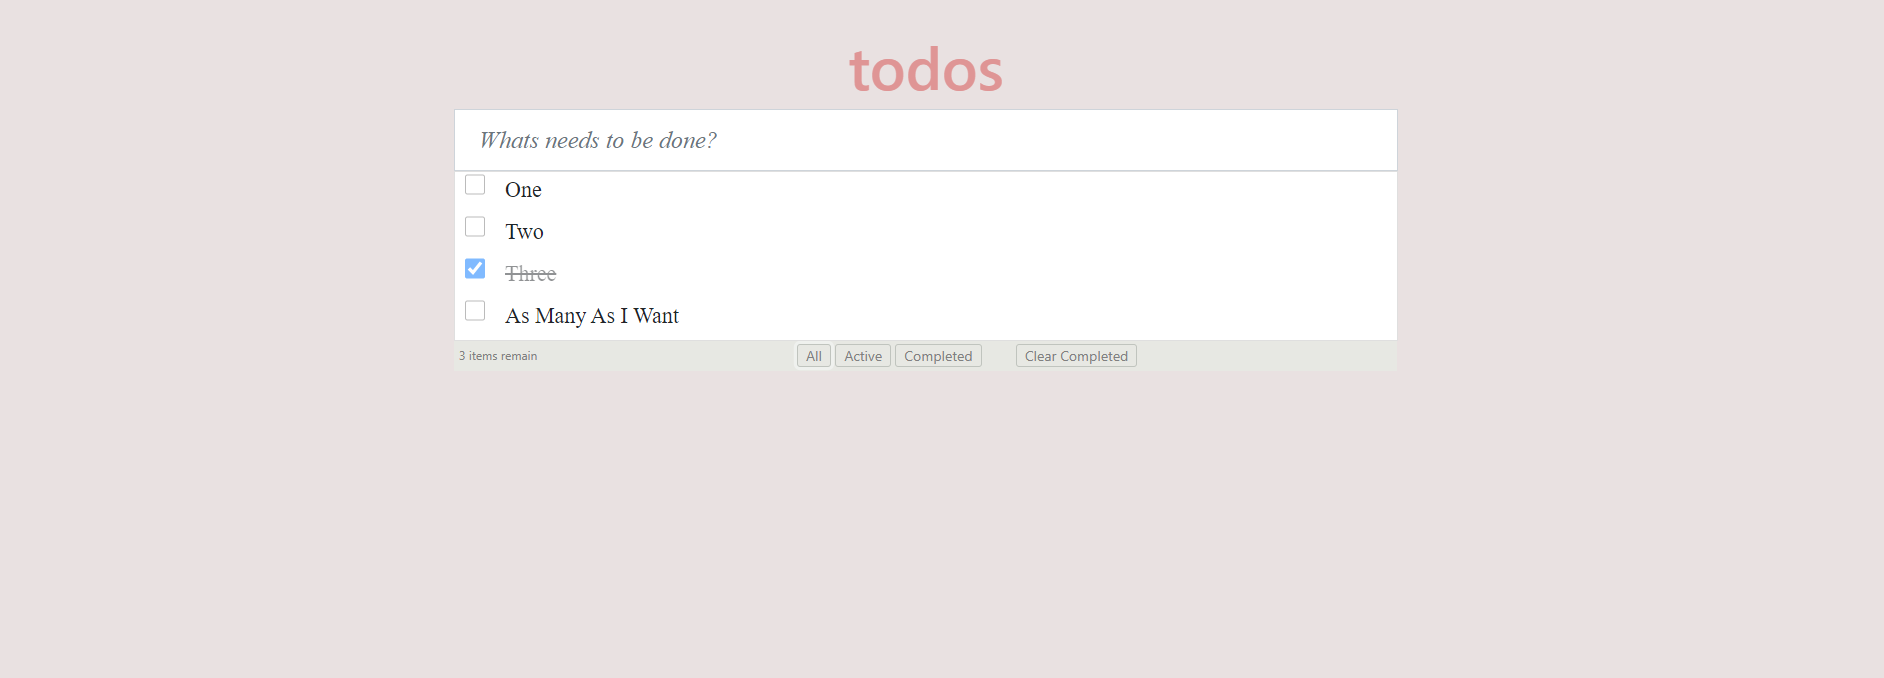 todos
Whats needs to be done?
One
Two
Three
As Many As I Want
3 items remain All Active Completed Clear Completed